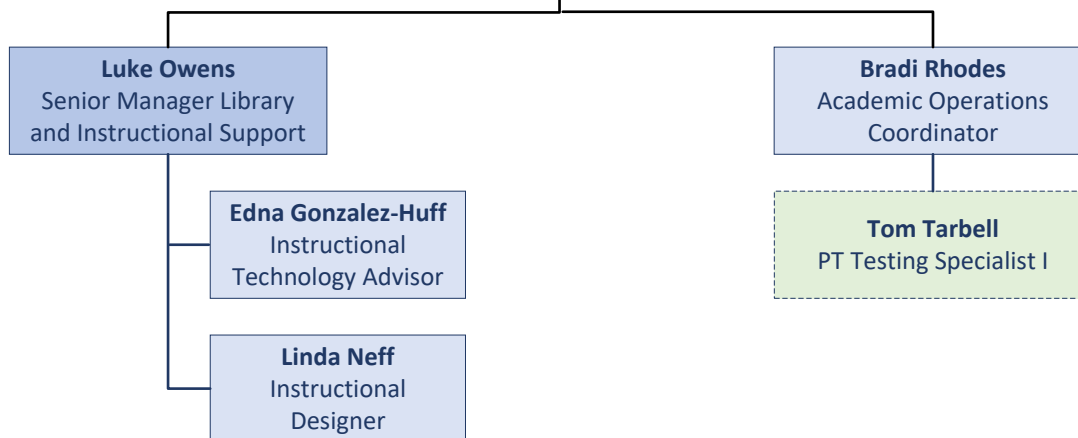 Luke Owens
Senior Manager Library
and Instructional Support
Edna Gonzalez-Huff
Instructional
Technology Advisor
Linda Neff
Instructional
Designer
Bradi Rhodes
Academic Operations
Coordinator
Tom Tarbell
PT Testing Specialist I